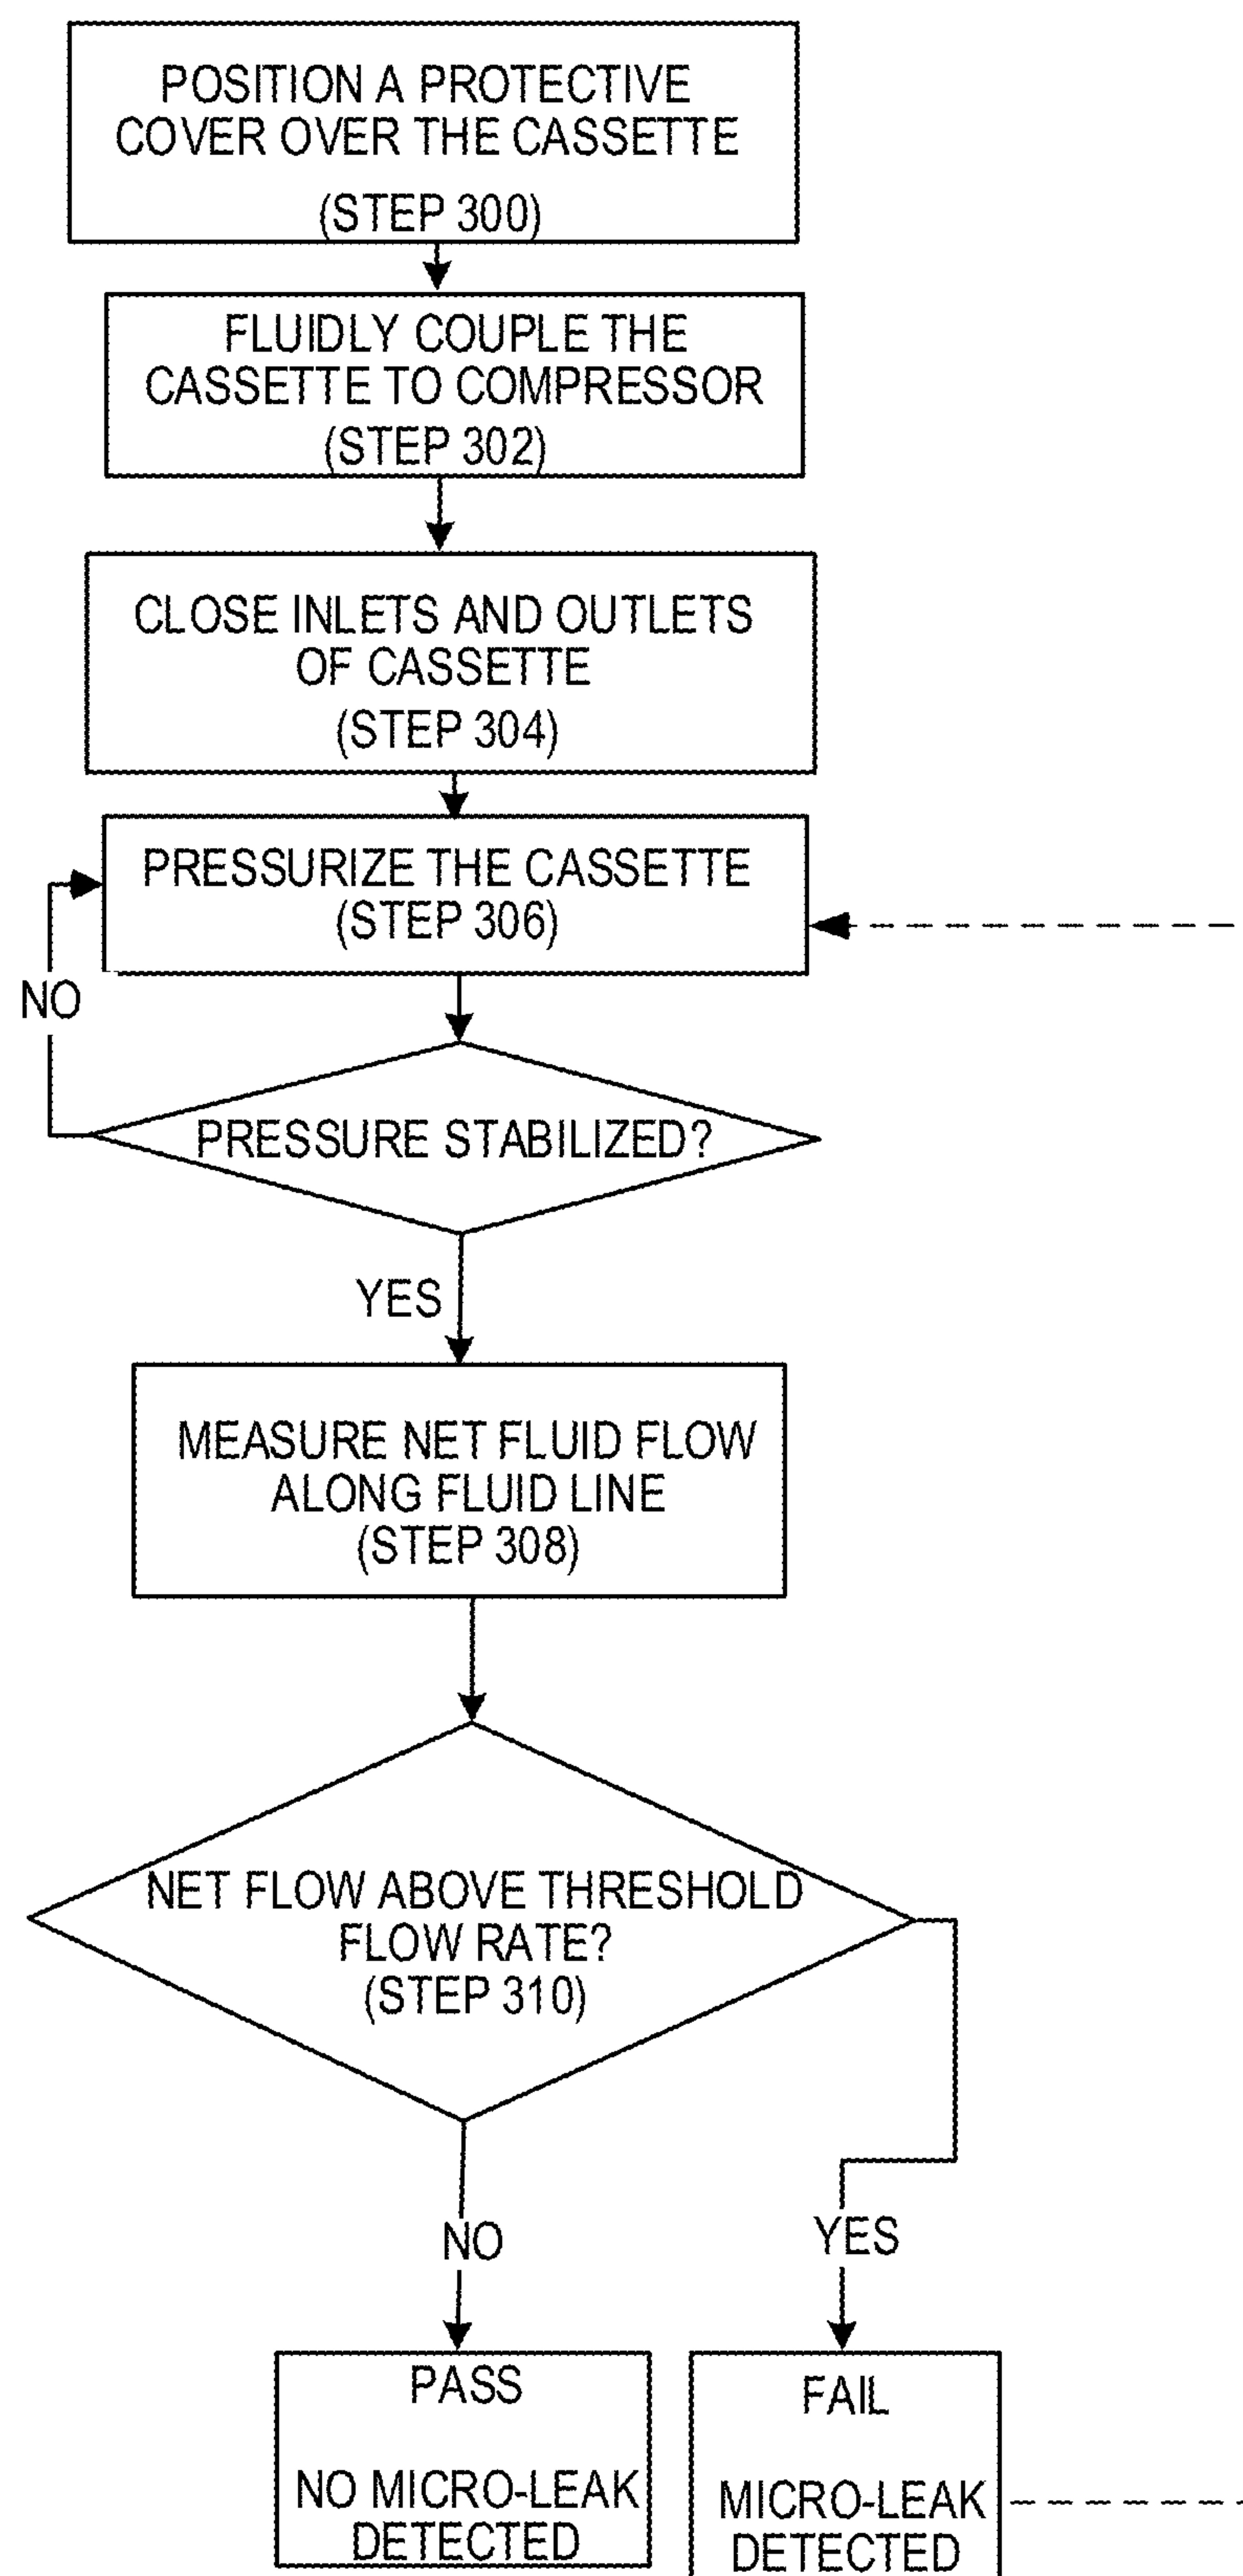 POSITION A PROTECTIVE
COVER OVER THE CASSETTE
(STEP 300)
FLUIDLY COUPLE THE
CASSETTE TO COMPRESSOR
(STEP 302)
CLOSE INLETS AND OUTLETS
OF CASSETTE
(STEP 304)
PRESSURIZE THE CASSETTE
(STEP 306)
NO
PRESSURE STABILIZED?
YES
MEASURE NET FLUID FLOW
ALONG FLUID LINE
(STEP 308)
NET FLOW ABOVE THRESHOLD
FLOW RATE?
(STEP 310)
NO
YES
PASS
NO MICRO-LEAK
DETECTED
FAIL
MICRO-LEAK
DETECTED